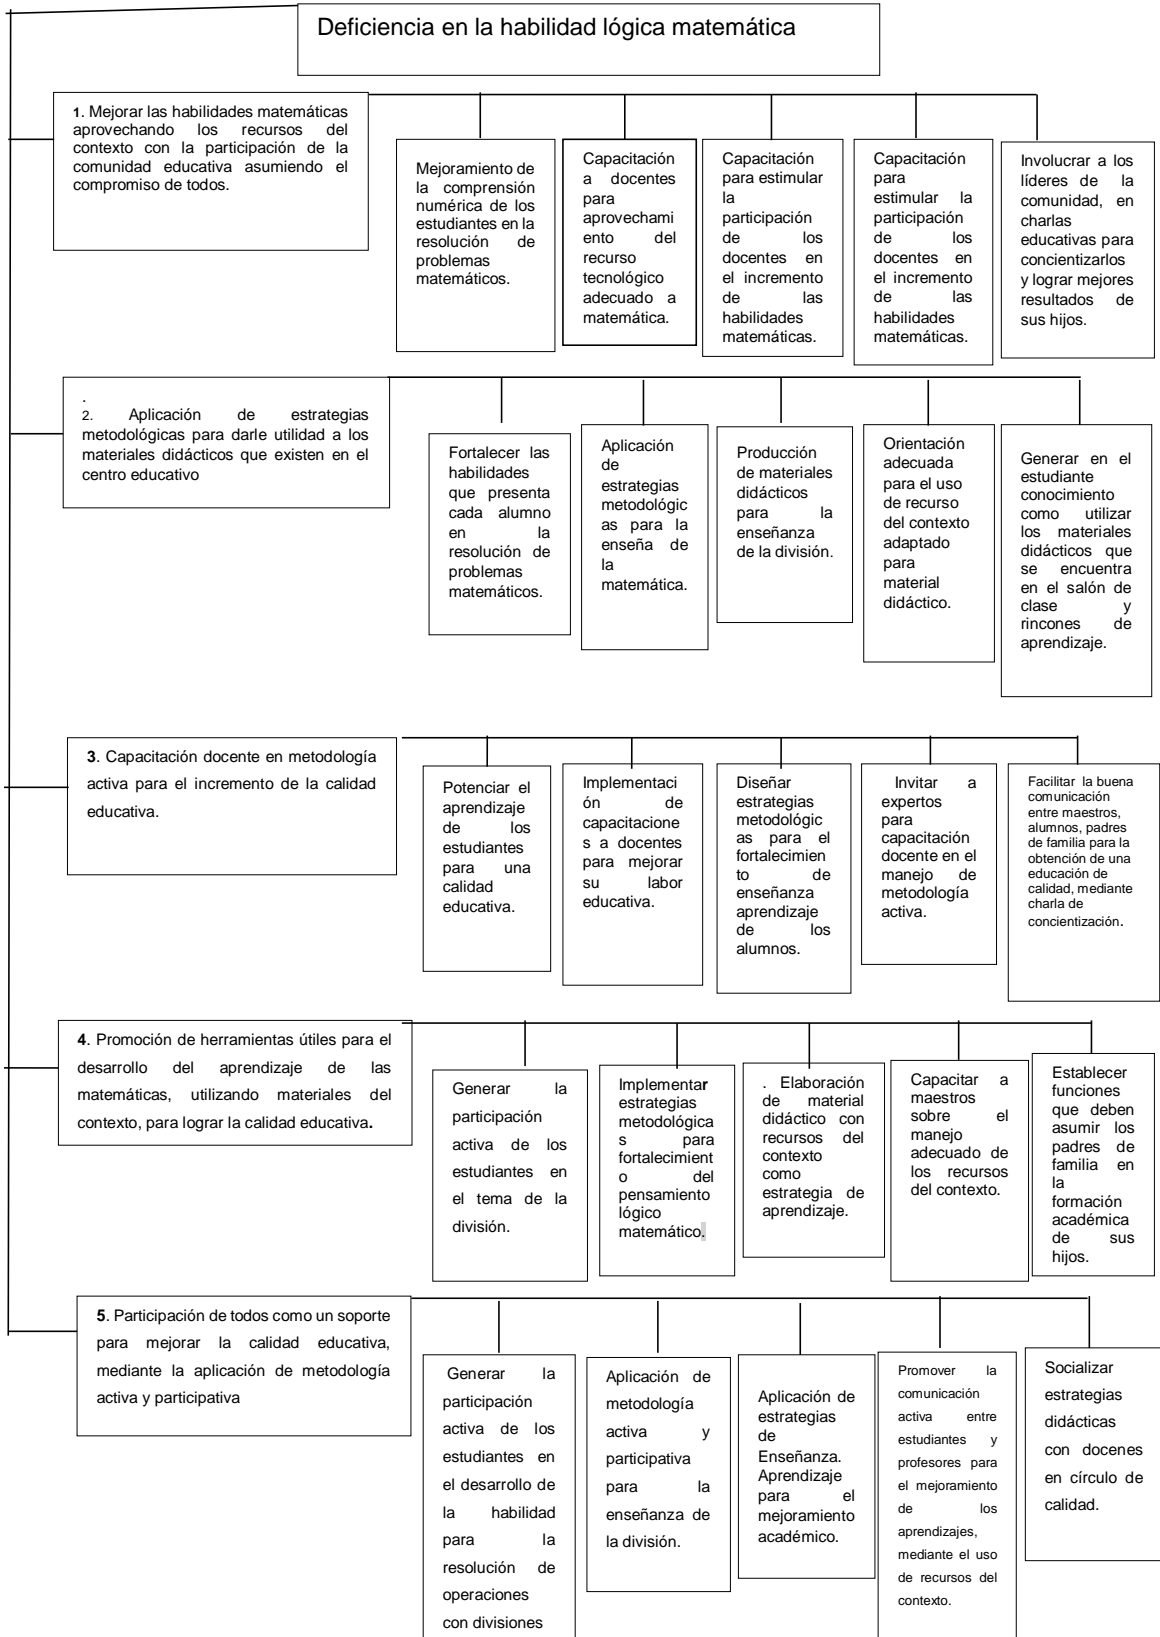 Deficiencia en la habilidad lógica matemática
1. Mejorar las habilidades matemáticas
aprovechando los recursos del
contexto con la participación de la
comunidad educativa asumiendo el
compromiso de todos.
Mejoramiento de
la comprensión
numérica de los
estudiantes en la
resolución de
problemas
matemáticos.
Capacitación
a docentes
para
aprovechami
ento del
recurso
tecnológico
adecuado a
matemática.
Capacitación
para estimular
la
participación
de los
docentes en
el incremento
de las
habilidades
matemáticas.
Capacitación
para
estimular la
participación
de los
docentes en
el incremento
de las
habilidades
matemáticas.
Involucrar a los
líderes de la
comunidad, en
charlas
educativas para
concientizarlos
y lograr mejores
resultados de
sus hijos.
.
2. Aplicación de estrategias
metodológicas para darle utilidad a los
materiales didácticos que existen en el
centro educativo
Fortalecer las
habilidades
que presenta
cada alumno
en la
resolución de
problemas
matemáticos.
Aplicación
de
estrategias
metodológic
as para la
enseña de
la
matemática.
Producción
de materiales
didácticos
para la
enseñanza
de la división.
Orientación
adecuada
para el uso
de recurso
del contexto
adaptado
para
material
didáctico.
Generar en el
estudiante
conocimiento
como utilizar
los materiales
didácticos que
se encuentra
en el salón de
clase y
rincones de
aprendizaje.
3. Capacitación docente en metodología
activa para el incremento de la calidad
educativa.
Potenciar el
aprendizaje
de los
estudiantes
para una
calidad
educativa.
Implementaci
ón de
capacitacione
s a docentes
para mejorar
su labor
educativa.
Diseñar
estrategias
metodológic
as para el
fortalecimien
to de
enseñanza
aprendizaje
de los
alumnos.
Invitar a
expertos
para
capacitación
docente en el
manejo de
metodología
activa.
Facilitar la buena
comunicación
entre maestros,
alumnos, padres
de familia para la
obtención de una
educación de
calidad, mediante
charla de
concientización.
4. Promoción de herramientas útiles para el
desarrollo del aprendizaje de las
matemáticas, utilizando materiales del
contexto, para lograr la calidad educativa.
Generar la
participación
activa de los
estudiantes en
el tema de la
división.
Implementar
estrategias
metodológica
s para
fortalecimient
o del
pensamiento
lógico
matemático.
. Elaboración
de material
didáctico con
recursos del
contexto
como
estrategia de
aprendizaje.
Capacitar a
maestros
sobre el
manejo
adecuado de
los recursos
del contexto.
Establecer
funciones
que deben
asumir los
padres de
familia en
la
formación
académica
de sus
hijos.
5. Participación de todos como un soporte
para mejorar la calidad educativa,
mediante la aplicación de metodología
activa y participativa
Generar la
participación
activa de los
estudiantes en
el desarrollo de
la habilidad
para la
resolución de
operaciones
con divisiones
Aplicación de
metodología
activa y
participativa
para la
enseñanza de
la división.
Aplicación de
estrategias
de
Enseñanza.
Aprendizaje
para el
mejoramiento
académico.
Promover la
comunicación
activa entre
estudiantes y
profesores para
el mejoramiento
de los
aprendizajes,
mediante el uso
de recursos del
contexto.
Socializar
estrategias
didácticas
con docenes
en círculo de
calidad.